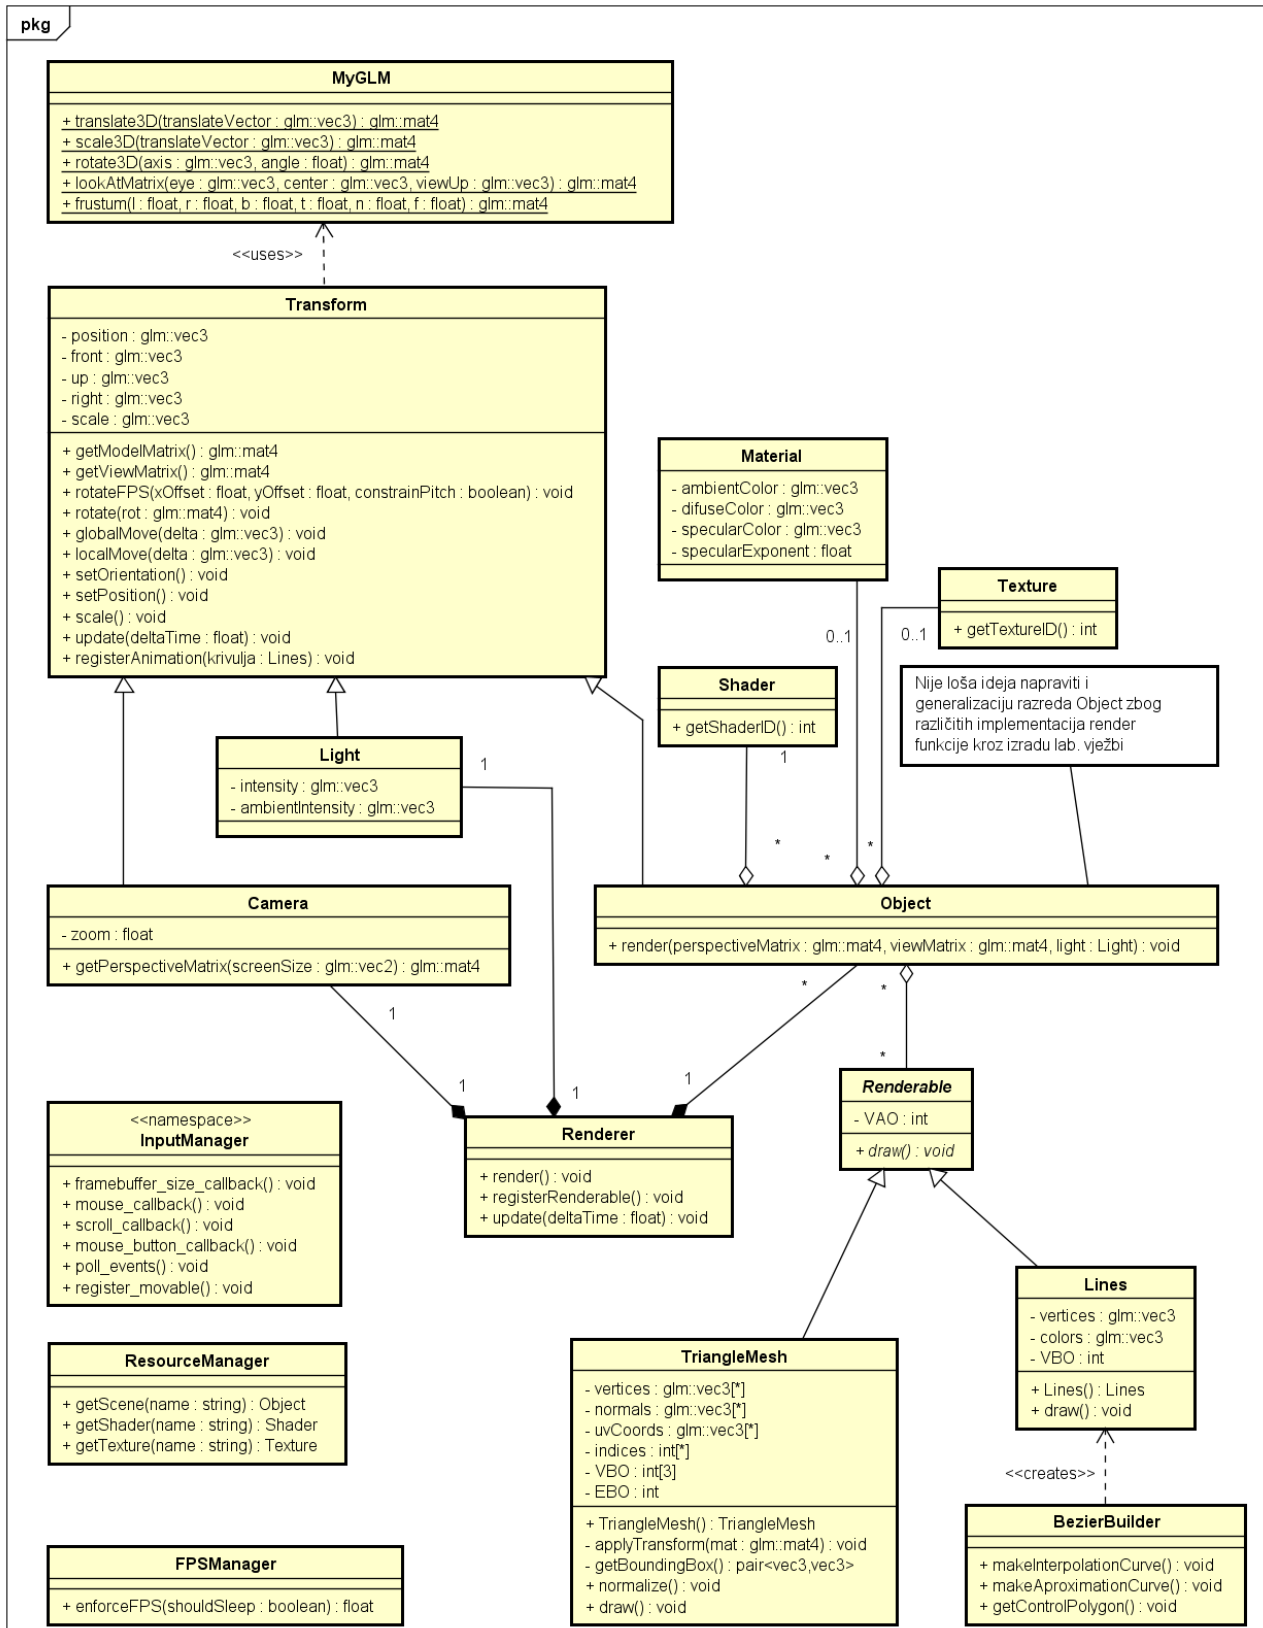 pkg
MyGLM
+ translate3D(translateVector : glm::vec3) : glm::mat4
+ scale3D(translateVector : glm::vec3) : glm::mat4
+ rotate3D(axis : glm::vec3, angle : float) : glm::mat4
+ lookAtMatrix(eye : glm::vec3, center : glm::vec3, viewUp : glm::vec3) : glm::mat4
+ frustum(l : float, r : float, b : float, t : float, n : float, f : float) : glm::mat4
<<uses>>
Transform
- position : glm::vec3
- front : glm::vec3
- up : glm::vec3
- right : glm::vec3
- scale : glm::vec3
+ getModelMatrix() : glm::mat4
+ getViewMatrix() : glm::mat4
+ rotateFPS(xOffset : float, yOffset : float, constrainPitch : boolean) : void
+ rotate(rot : glm::mat4) : void
+ globalMove(delta : glm::vec3) : void
+ localMove(delta : glm::vec3) : void
+ setOrientation() : void
+ setPosition() : void
+ scale() : void
+ update(deltaTime : float) : void
+ registerAnimation(krivulja : Lines) : void
Material
- ambientColor : glm::vec3
- difuseColor : glm::vec3
- specularColor : glm::vec3
- specularExponent : float
0..1
Texture
+ getTextureID() : int
0..1
Shader
+ getShaderID() : int
1
Nije loša ideja napraviti i
generalizaciju razreda Object zbog
različitih implementacija render
funkcije kroz izradu lab. vježbi
Light
- intensity : glm::vec3
- ambientIntensity : glm::vec3
1
*
*
*
Camera
- zoom : float
+ getPerspectiveMatrix(screenSize : glm::vec2) : glm::mat4
Object
+ render(perspectiveMatrix : glm::mat4, viewMatrix : glm::mat4, light : Light) : void
1
*
*
*
1
1
1
Renderable
- VAO : int
+ draw() : void
<<namespace>>
InputManager
+ framebuffer_size_callback() : void
+ mouse_callback() : void
+ scroll_callback() : void
+ mouse_button_callback() : void
+ poll_events() : void
+ register_movable() : void
Renderer
+ render() : void
+ registerRenderable() : void
+ update(deltaTime : float) : void
Lines
- vertices : glm::vec3
- colors : glm::vec3
- VBO : int
+ Lines() : Lines
+ draw() : void
ResourceManager
+ getScene(name : string) : Object
+ getShader(name : string) : Shader
+ getTexture(name : string) : Texture
TriangleMesh
- vertices : glm::vec3[*]
- normals : glm::vec3[*]
- uvCoords : glm::vec3[*]
- indices : int[*]
- VBO : int[3]
- EBO : int
+ TriangleMesh() : TriangleMesh
- applyTransform(mat : glm::mat4) : void
- getBoundingBox() : pair<vec3,vec3>
+ normalize() : void
+ draw() : void
<<creates>>
BezierBuilder
+ makeInterpolationCurve() : void
+ makeAproximationCurve() : void
+ getControlPolygon() : void
FPSManager
+ enforceFPS(shouldSleep : boolean) : float